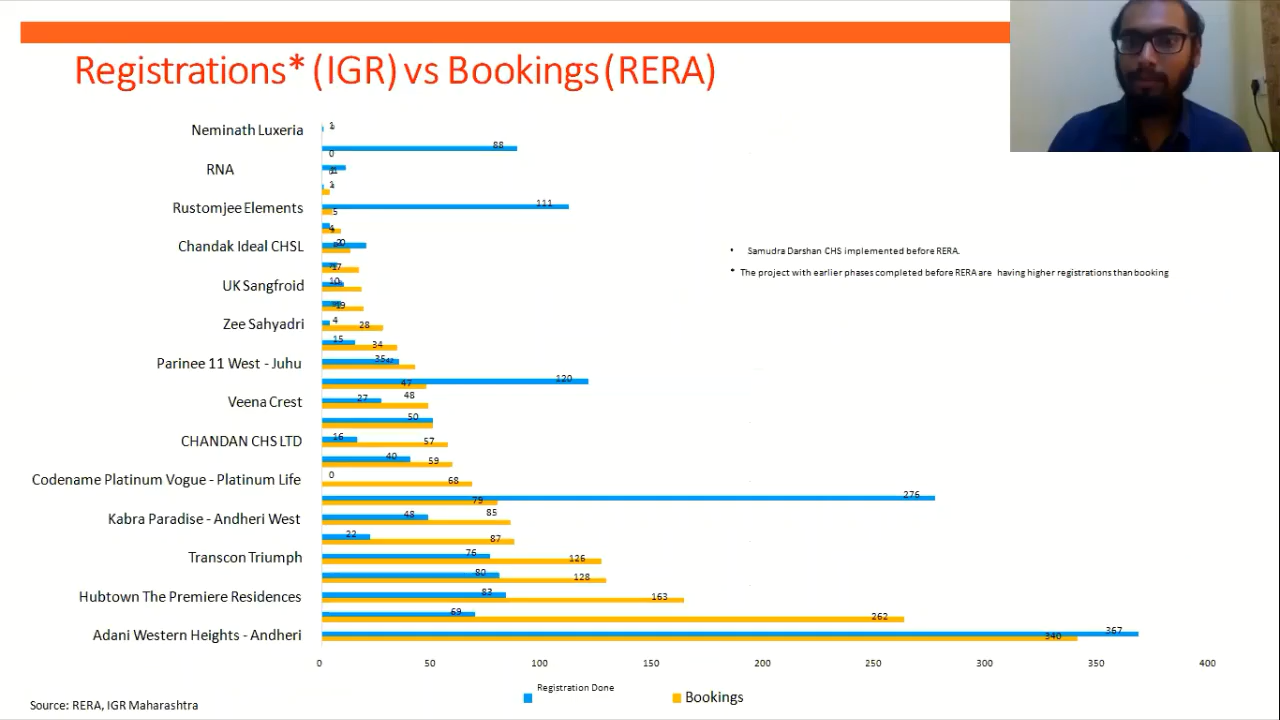 Registrations* (IGR) vs Bookings (RERA)
Neminath Luxeria
1
88
0
RNA
Rustomjee Elements
111
5
Chandak Ideal CHSL
20
17
UK Sangfroid
10
19
Zee Sahyadri
4
28
15
34
Parinee 11 West - Juhu
35
120
47
Veena Crest
27
48
50
CHANDAN CHS LTD
16
57
40
59
Codename Platinum Vogue - Platinum Life
0
68
276
79
Kabra Paradise - Andheri West
48
85
22
87
Transcon Triumph
76
126
80
128
Hubtown The Premiere Residences
83
163
69
262
Adani Western Heights - Andheri
367
340
• Samudra Darshan CHS implemented before RERA.
* The project with earlier phases completed before RERA are having higher registrations than booking
0 50 100 150 200 250 300 350 400
Registration Done
Bookings
Source: RERA, IGR Maharashtra